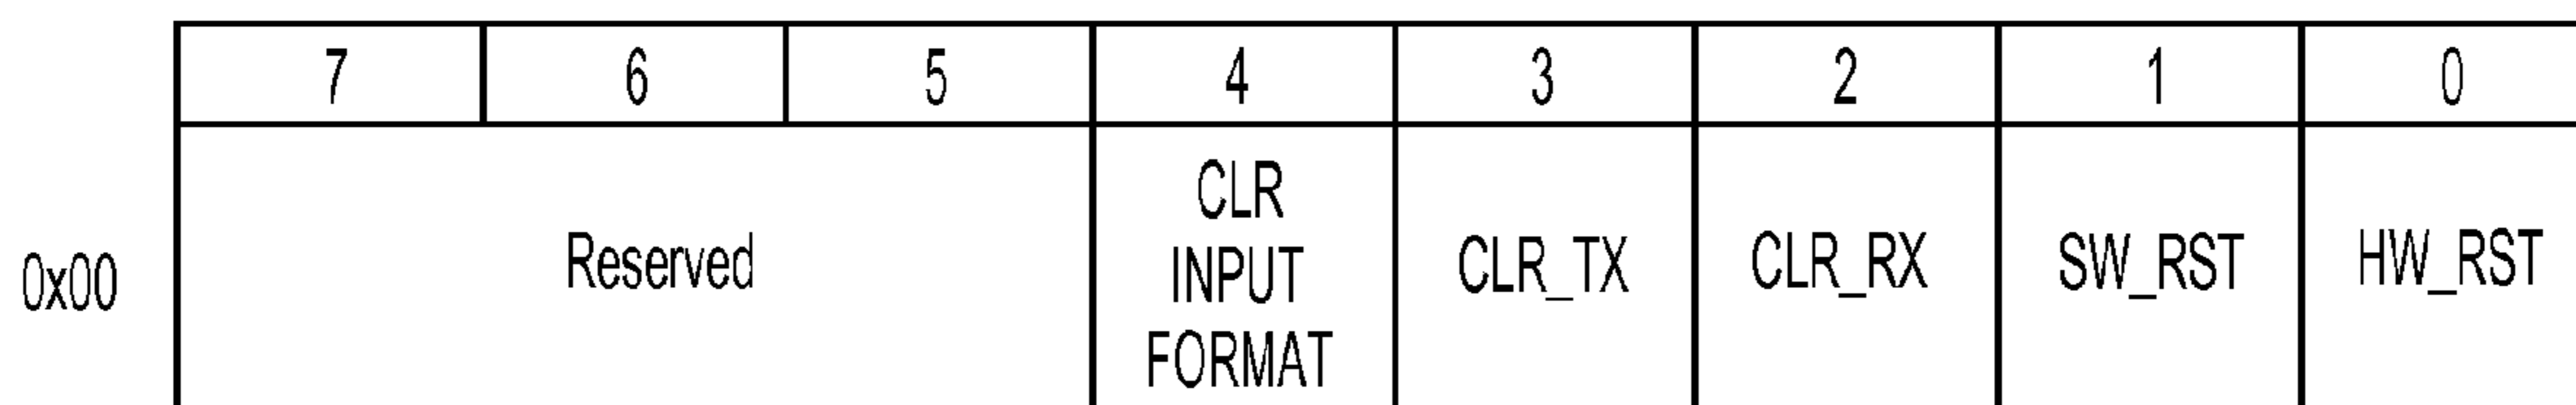 7 6 5 4 3 2 1 0
0x00 Reserved CLR INPUT FORMAT CLR_TX CLR_RX SW_RST HW_RST